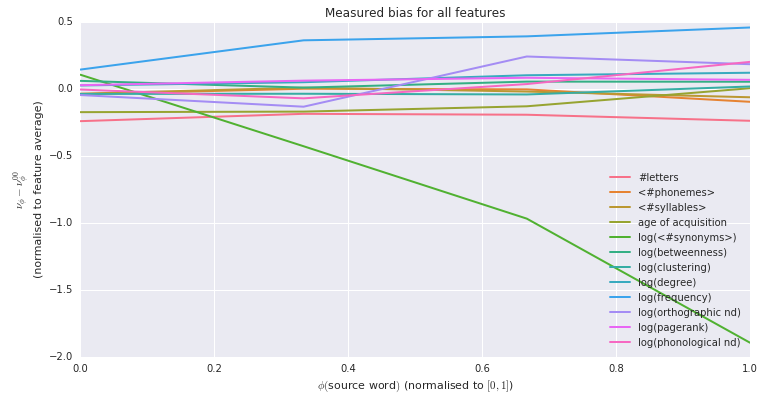 Measured bias for all features
0.5
0.0
−0.5
−1.0
−1.5
−2.0
ν_ϕ − ν_ϕ^00
(normalised to feature average)
#letters
<#phonemes>
<#syllables>
age of acquisition
log(<#synonyms>)
log(betweenness)
log(clustering)
log(degree)
log(frequency)
log(orthographic nd)
log(pagerank)
log(phonological nd)
0.0 0.2 0.4 0.6 0.8 1.0
ϕ(source word) (normalised to [0, 1])